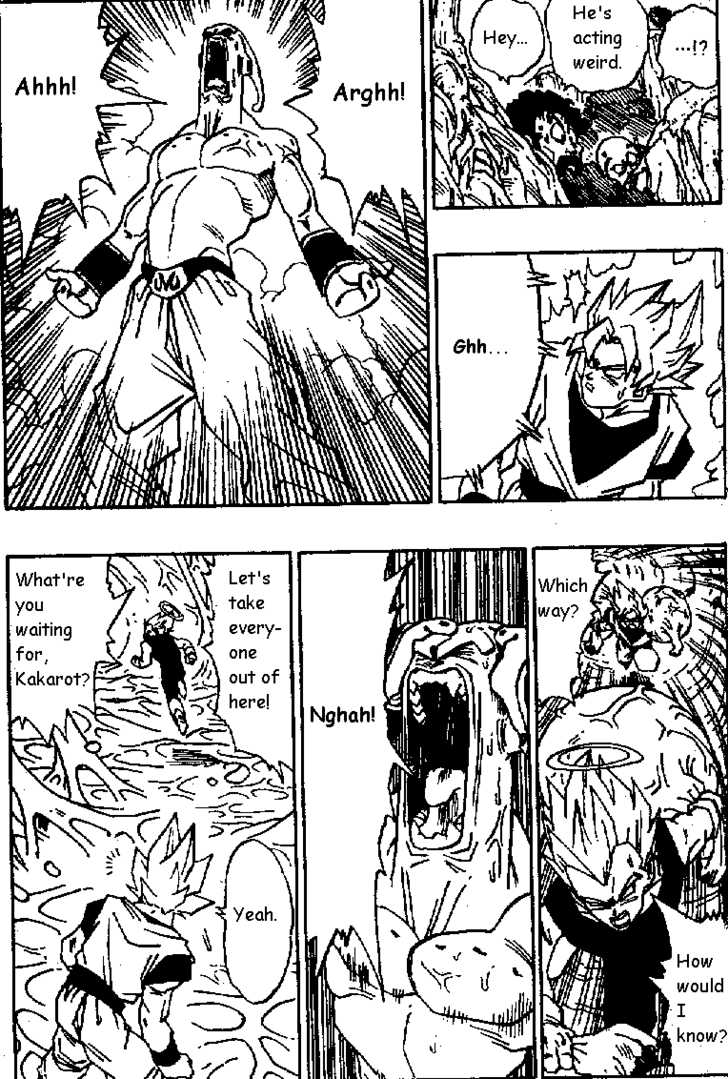 Ahhh!
Arghh!
Hey...
He's
acting
weird.
...!?
Ghh...
What're
you
waiting
for,
Kakarot?
Let's
take
every-
one
out of
here!
Yeah.
Nghah!
Which
way?
How
would
I
know?